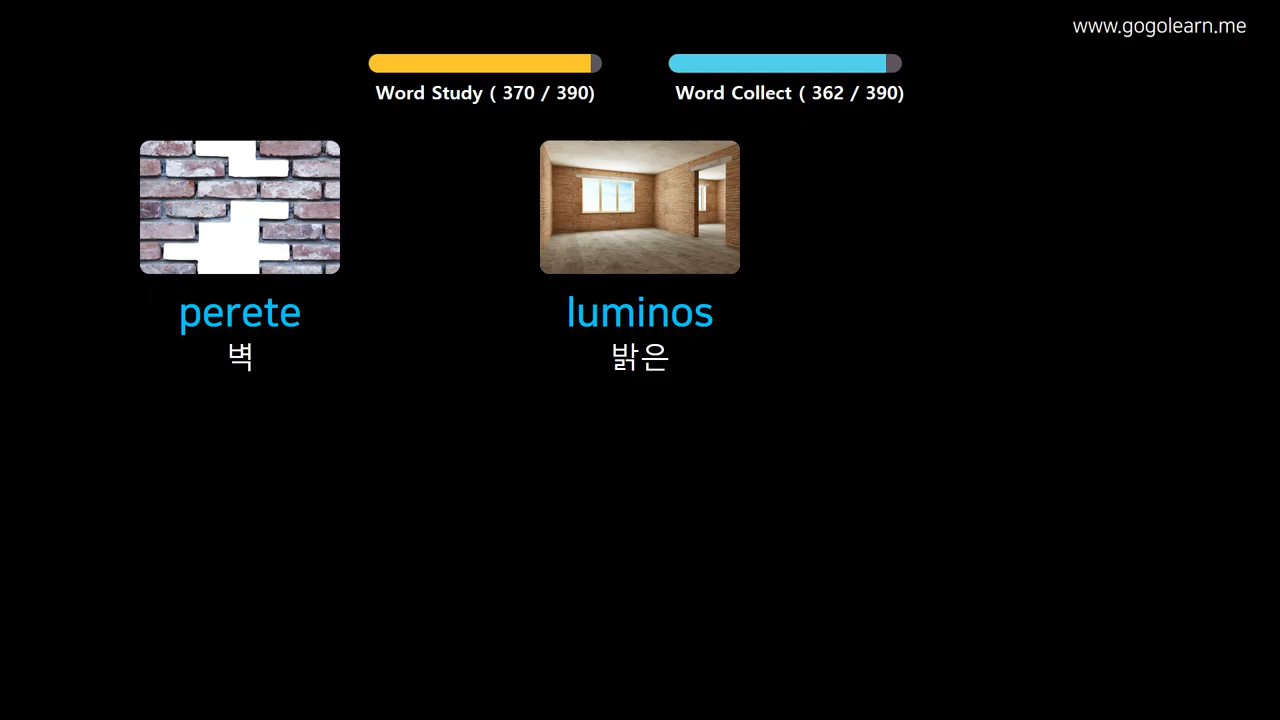 www.gogolearn.me
Word Study ( 370 / 390)
Word Collect ( 362 / 390)
perete
벽
luminos
밝은